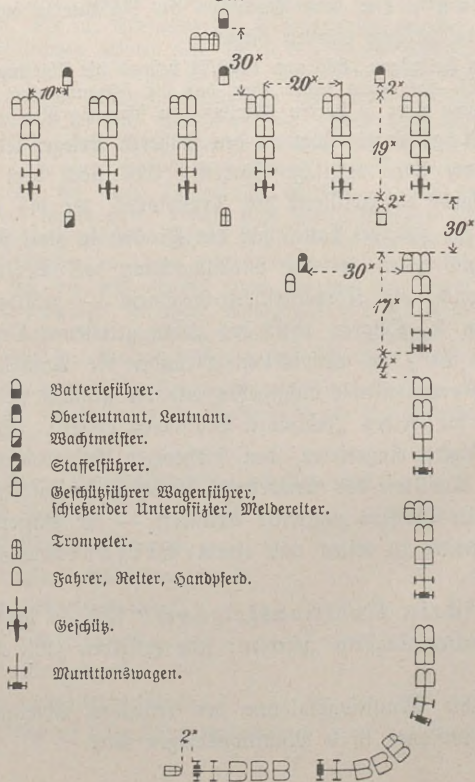 30ˣ
10ˣ
20ˣ
2ˣ
19ˣ
2ˣ
30ˣ
30ˣ
17ˣ
4ˣ
Batterieführer.
Oberleutnant, Leutnant.
Wachtmeister.
Staffelführer.
Geschützführer Wagenführer,
schießender Unteroffizier, Meldereiter.
Trompeter.
Fahrer, Reiter, Handpferd.
Geschütz.
Munitionswagen.
2ˣ